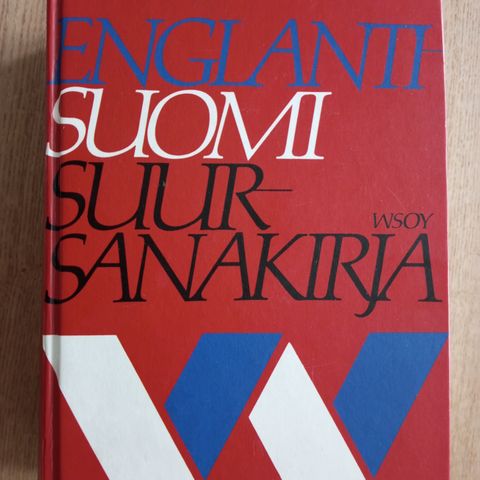 ENGLANTI-
SUOMI
SUUR-
WSOY
SANAKIRJA